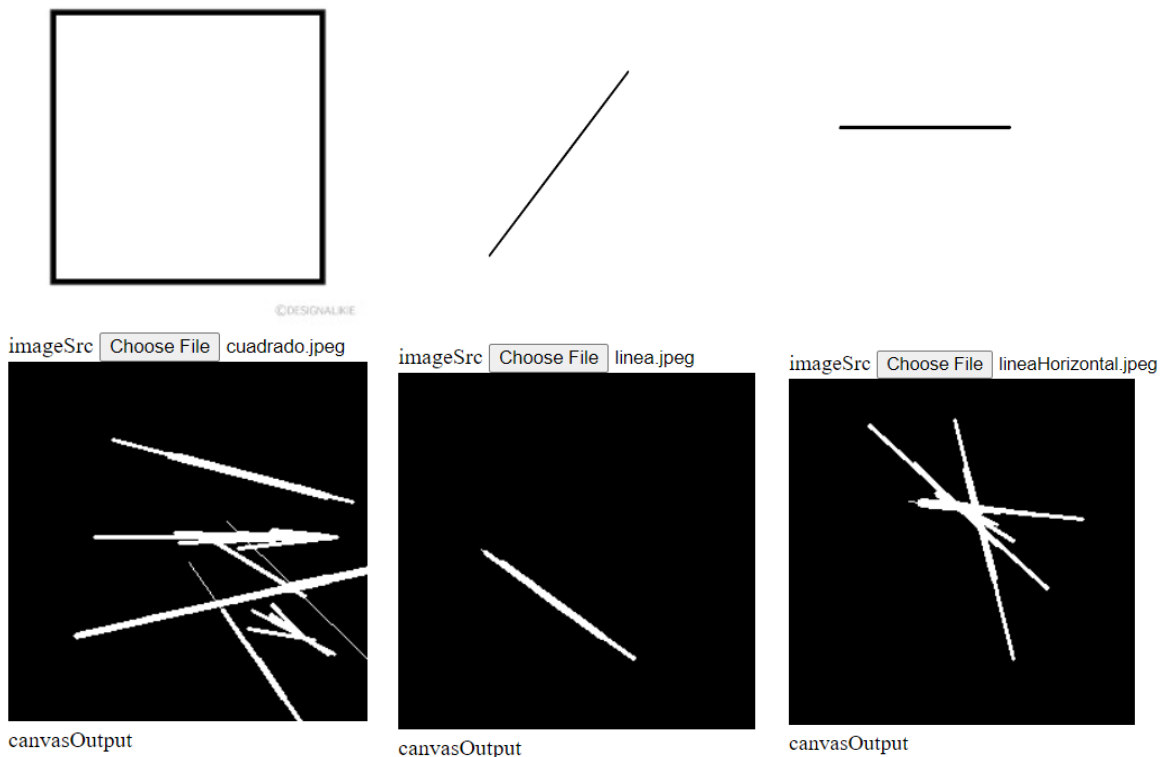 ©DESIGNALIKIE
imageSrc Choose File cuadrado.jpeg
canvasOutput
imageSrc Choose File linea.jpeg
canvasOutput
imageSrc Choose File lineaHorizontal.jpeg
canvasOutput